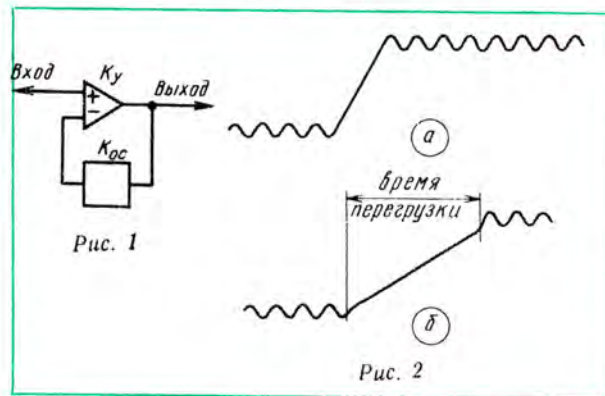 Вход
Kу
+
−
Выход
Kос
Рис. 1
а
время
перегрузки
б
Рис. 2